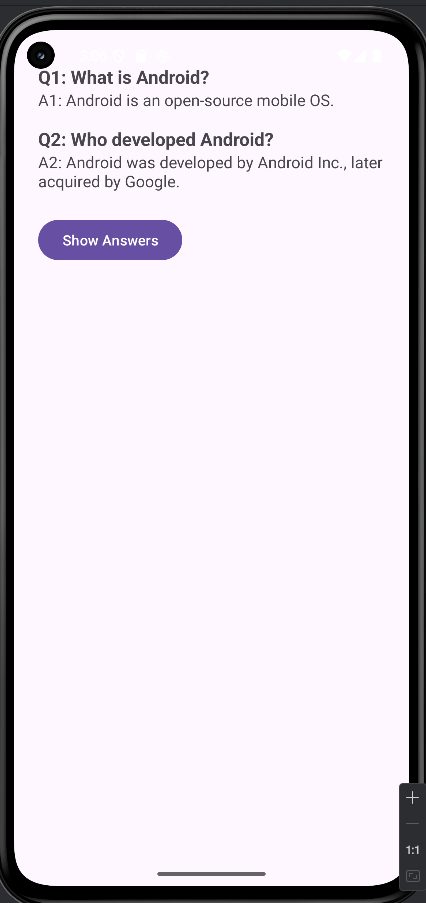 Q1: What is Android?
A1: Android is an open-source mobile OS.
Q2: Who developed Android?
A2: Android was developed by Android Inc., later
acquired by Google.
Show Answers
1:1